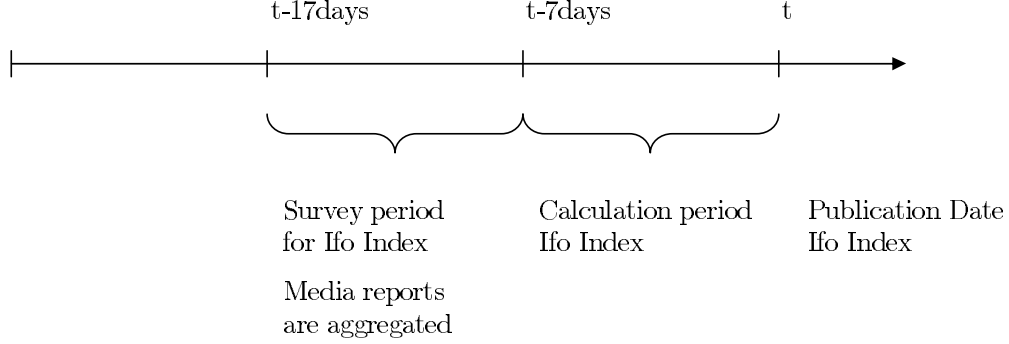 t-17days
t-7days
t
Survey period
for Ifo Index
Media reports
are aggregated
Calculation period
Ifo Index
Publication Date
Ifo Index